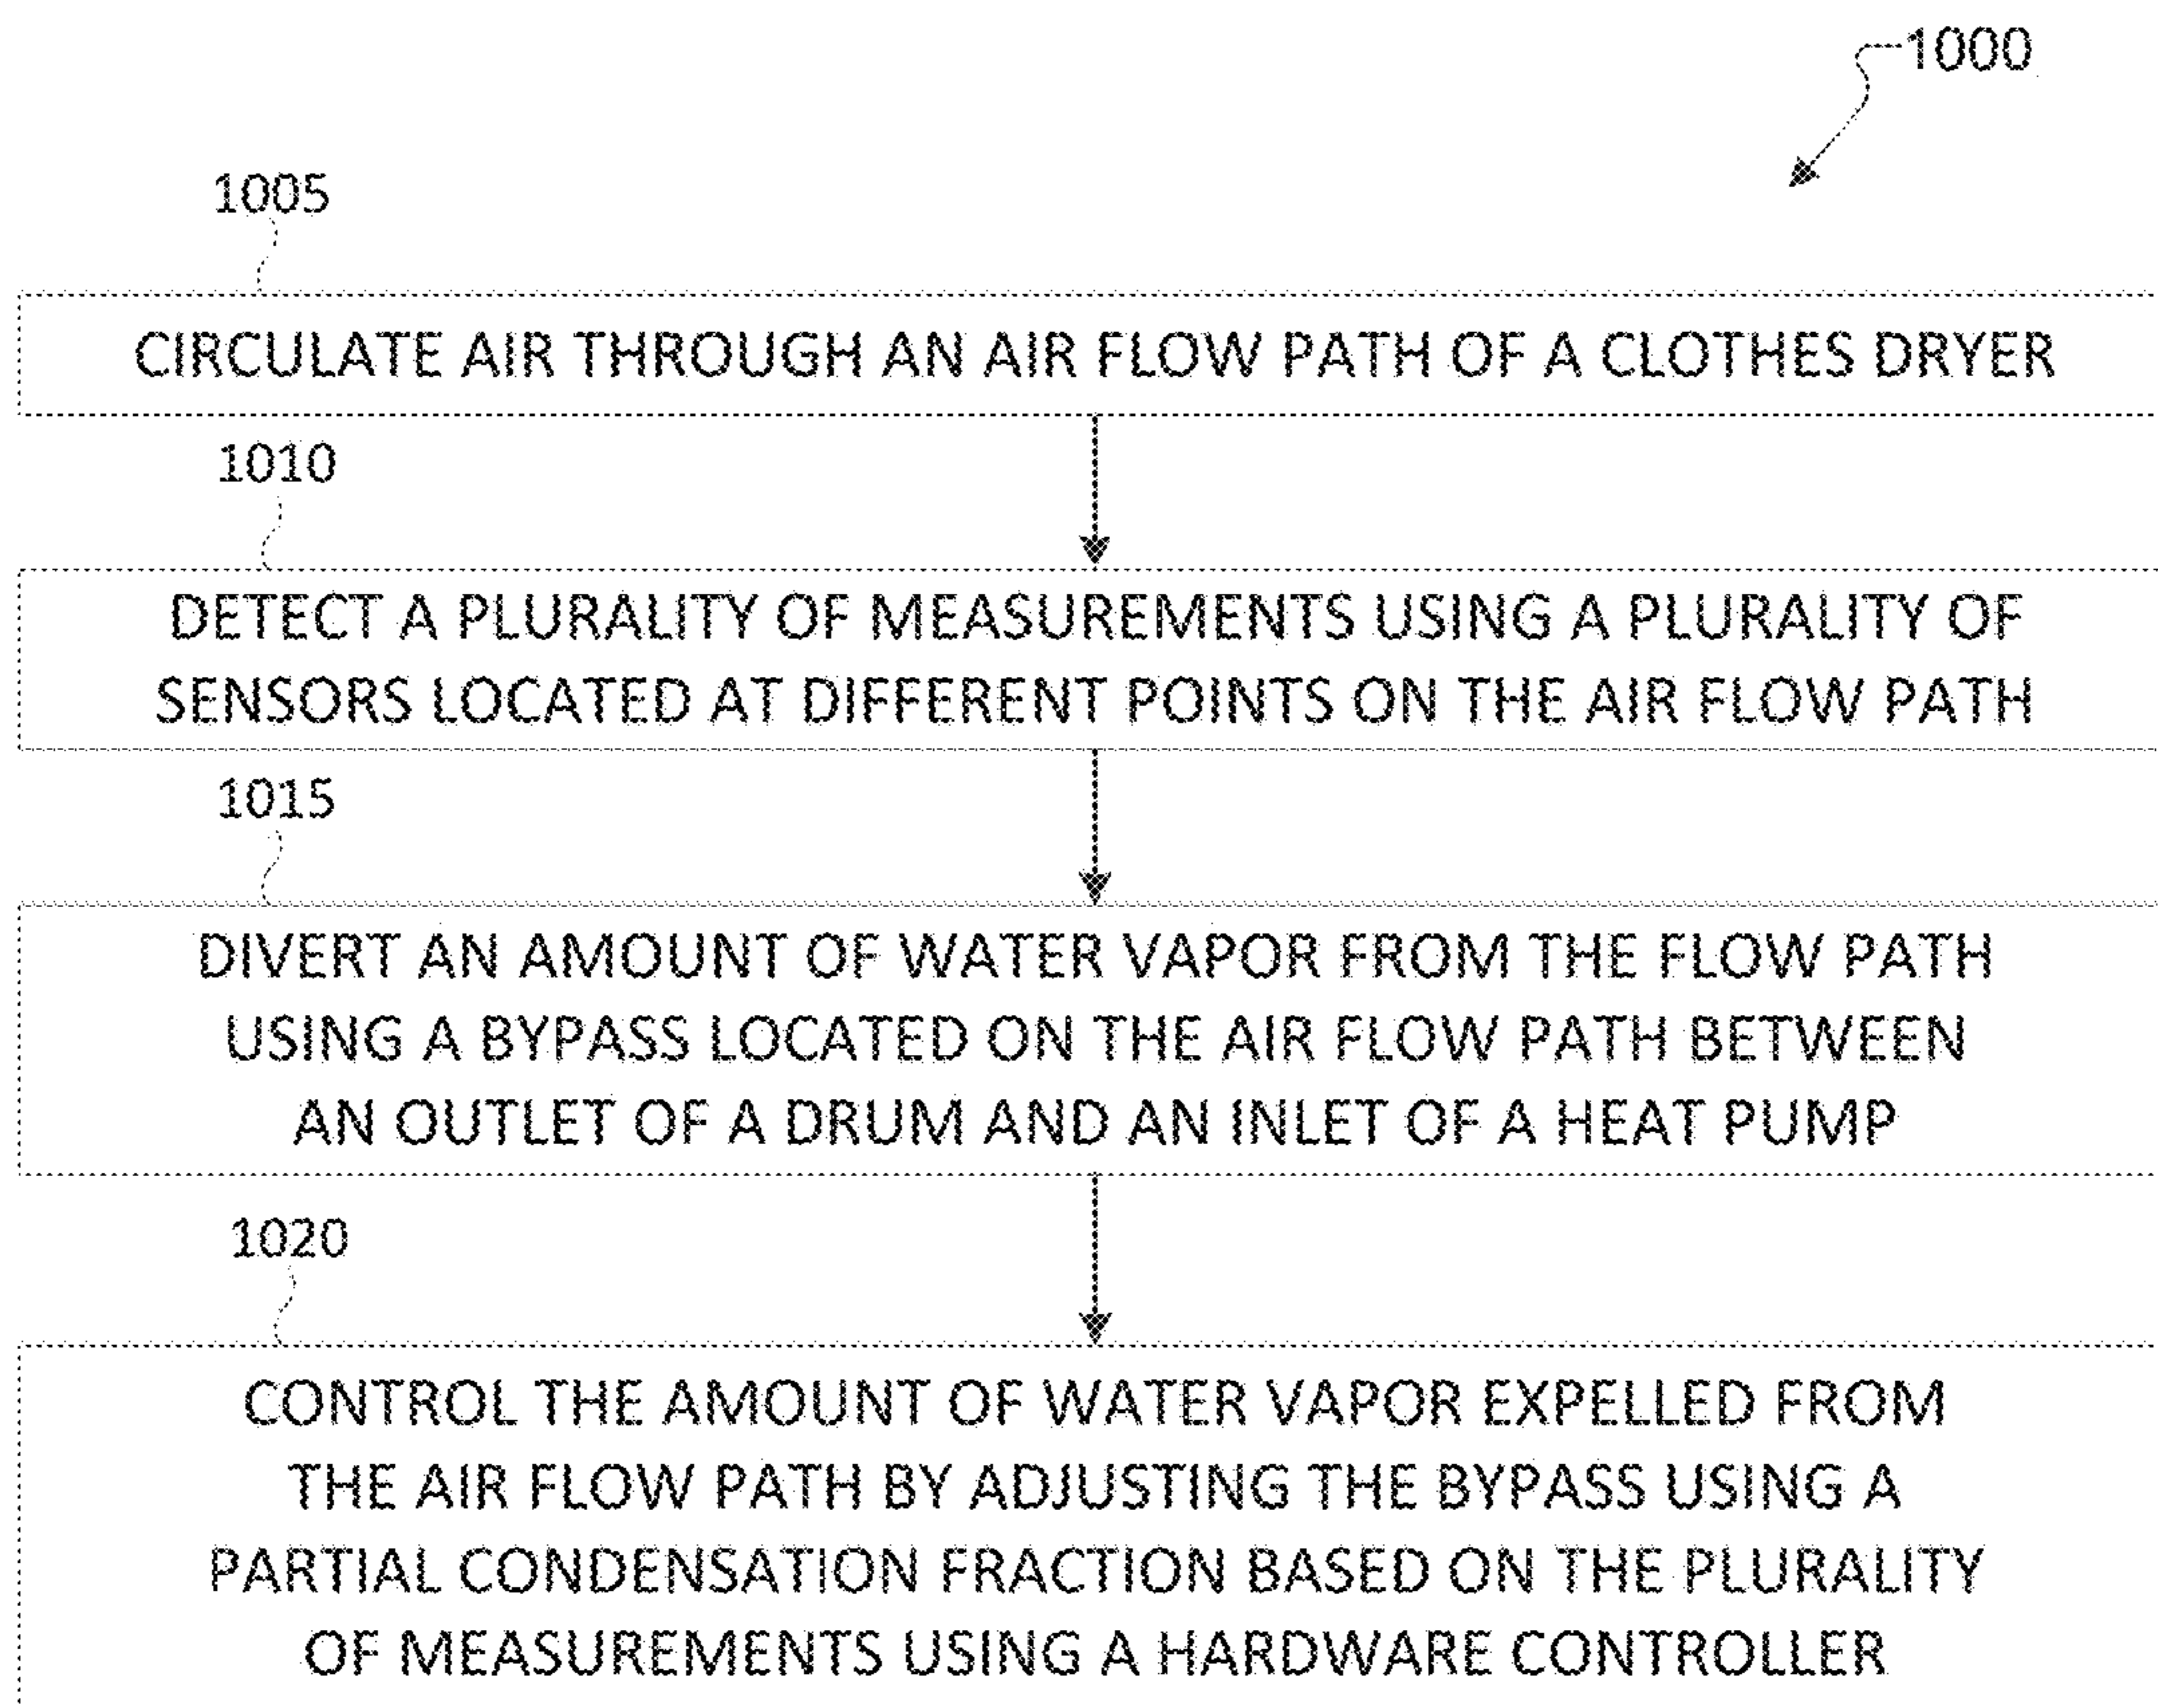 1000
1005
CIRCULATE AIR THROUGH AN AIR FLOW PATH OF A CLOTHES DRYER
1010
DETECT A PLURALITY OF MEASUREMENTS USING A PLURALITY OF
SENSORS LOCATED AT DIFFERENT POINTS ON THE AIR FLOW PATH
1015
DIVERT AN AMOUNT OF WATER VAPOR FROM THE FLOW PATH
USING A BYPASS LOCATED ON THE AIR FLOW PATH BETWEEN
AN OUTLET OF A DRUM AND AN INLET OF A HEAT PUMP
1020
CONTROL THE AMOUNT OF WATER VAPOR EXPELLED FROM
THE AIR FLOW PATH BY ADJUSTING THE BYPASS USING A
PARTIAL CONDENSATION FRACTION BASED ON THE PLURALITY
OF MEASUREMENTS USING A HARDWARE CONTROLLER